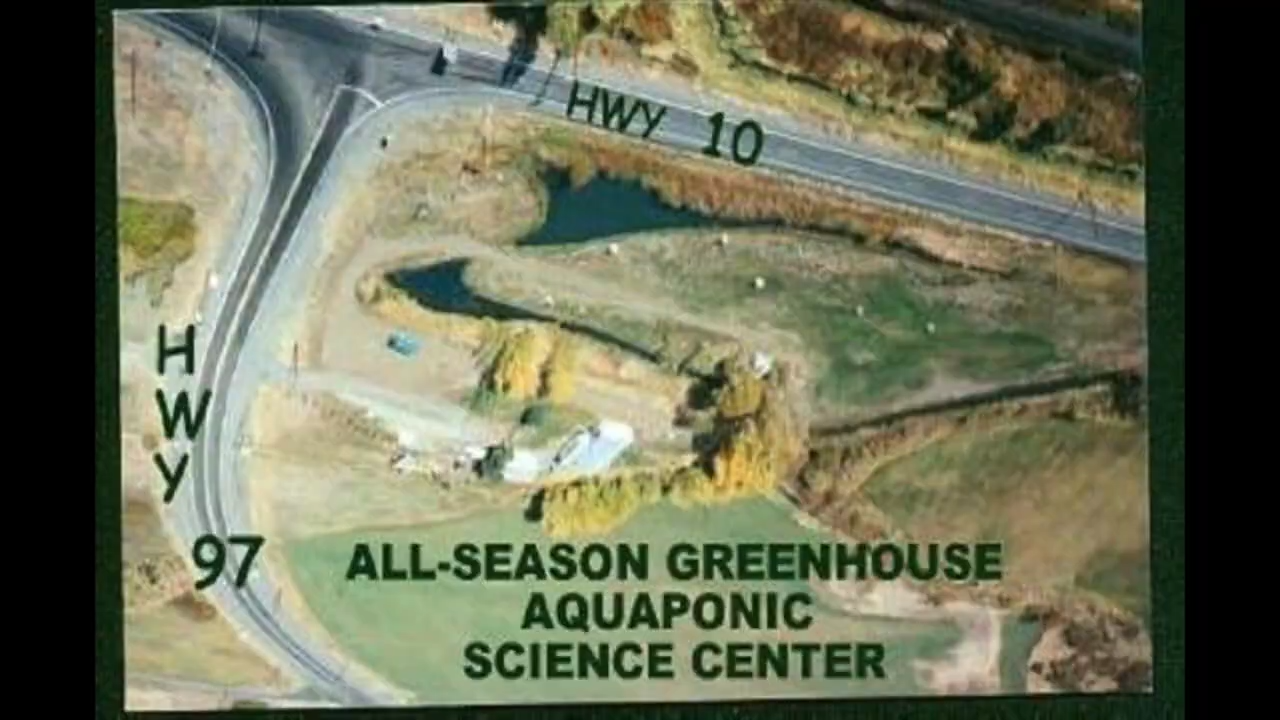 HWY 10
HWY
97
ALL-SEASON GREENHOUSE
AQUAPONIC
SCIENCE CENTER